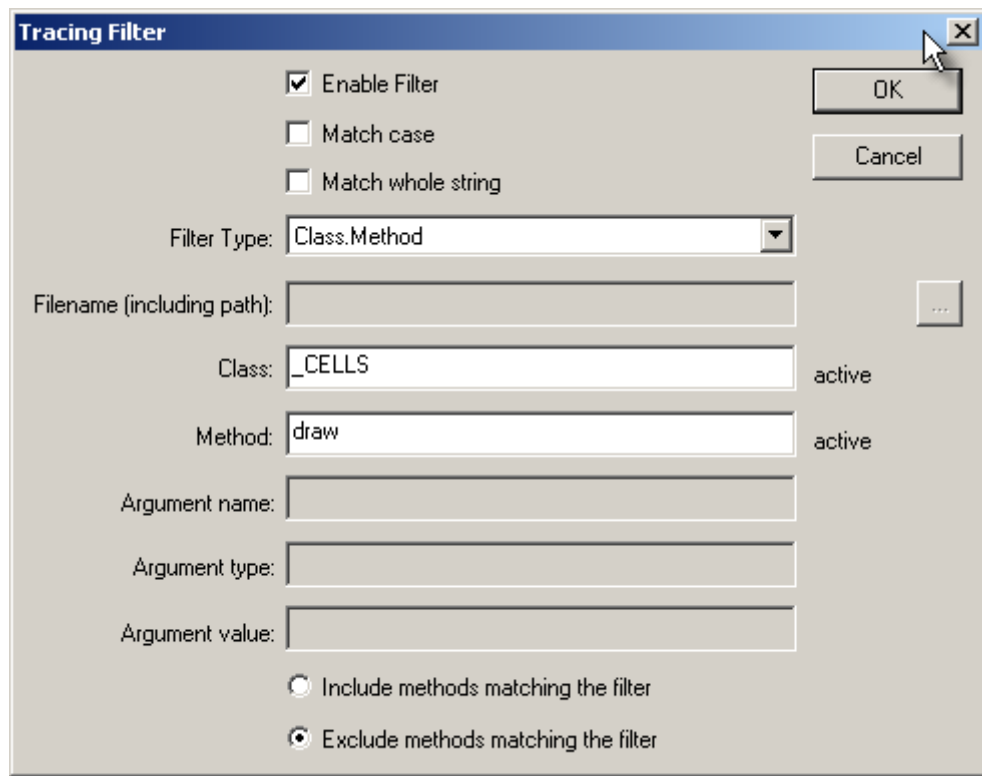 Tracing Filter
Enable Filter
OK
Match case
Cancel
Match whole string
Filter Type: Class.Method
Filename (including path): ...
Class: _CELLS active
Method: draw active
Argument name:
Argument type:
Argument value:
Include methods matching the filter
Exclude methods matching the filter